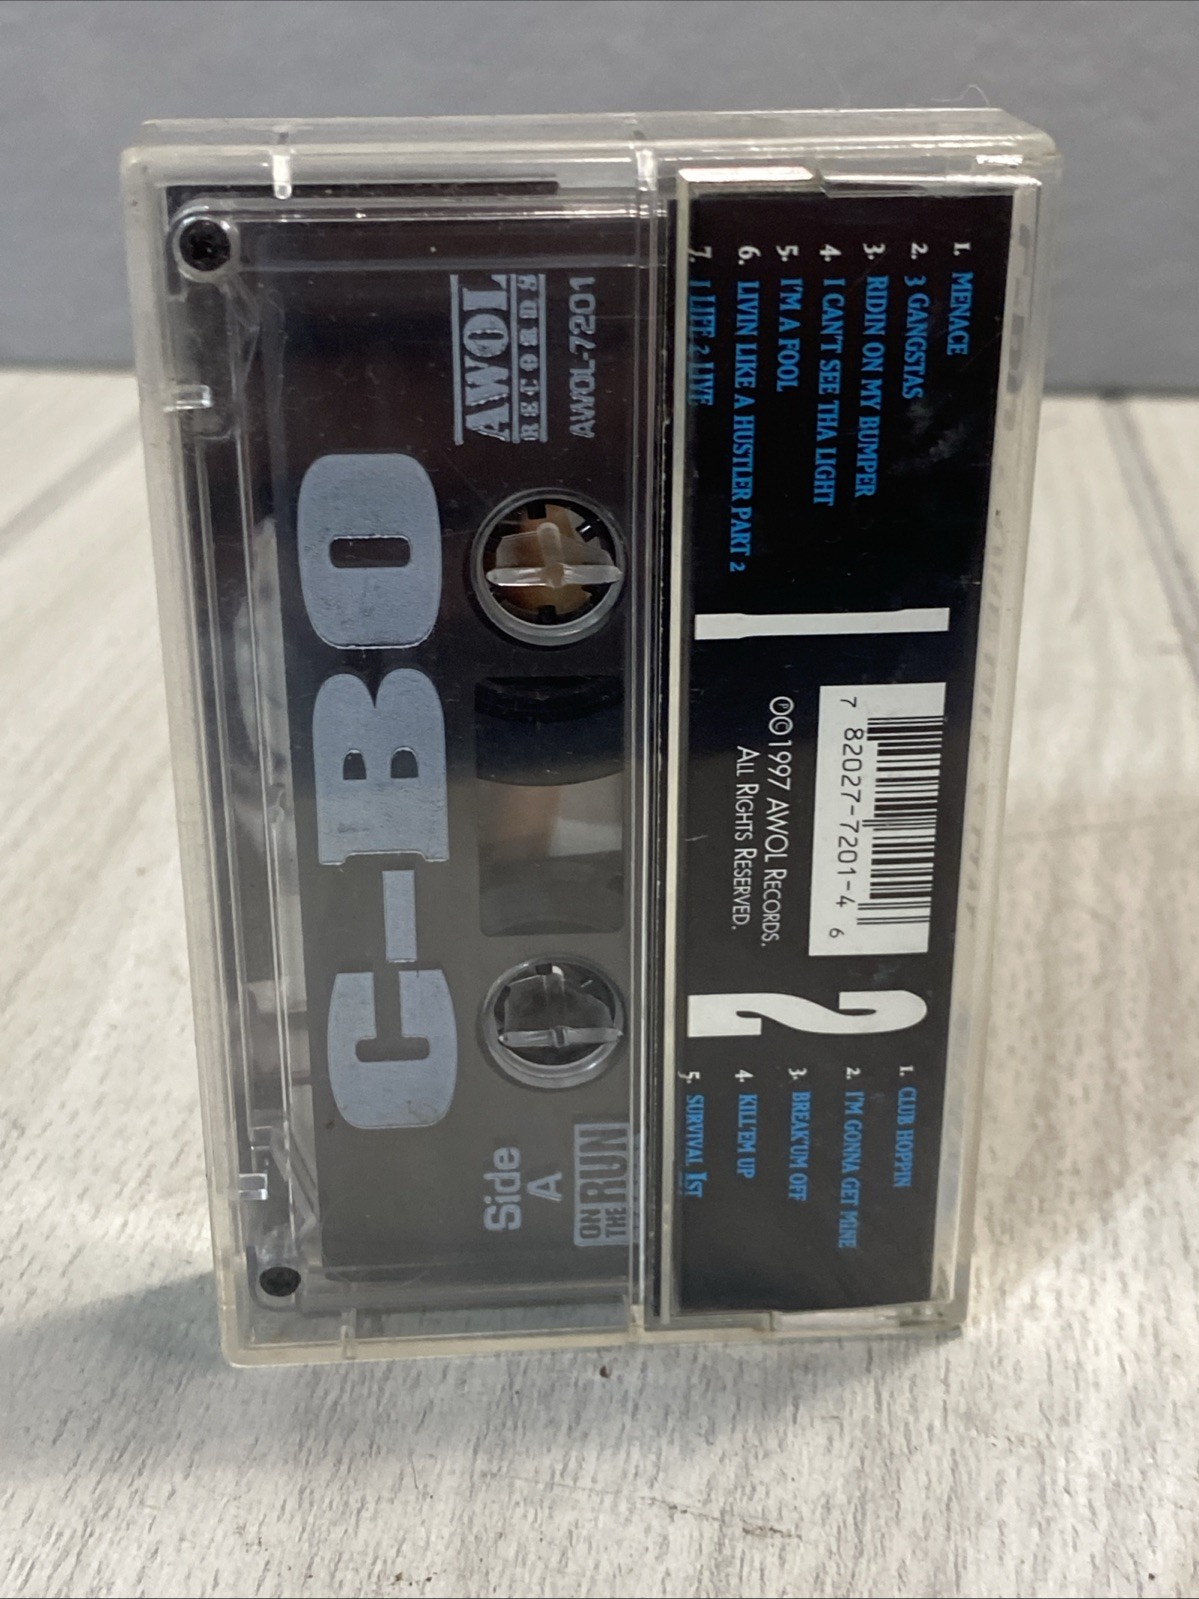 1. MENACE
2. 3 GANGSTAS
3. RIDIN ON MY BUMPER
4. I CAN'T SEE THA LIGHT
5. I'M A FOOL
6. LIVIN LIKE A HUSTLER PART 2
7. 1 LIFE 2 LIVE
1
7 82027-7201-4 6
℗©1997 AWOL RECORDS.
ALL RIGHTS RESERVED.
2
1. CLUB HOPPIN
2. I'M GONNA GET MINE
3. BREAK'UM OFF
4. KILL'EM UP
5. SURVIVAL 1ST
AWOL-7201
AWOL
RECORDS
C-BO
ON
THE
RUN
Side
A